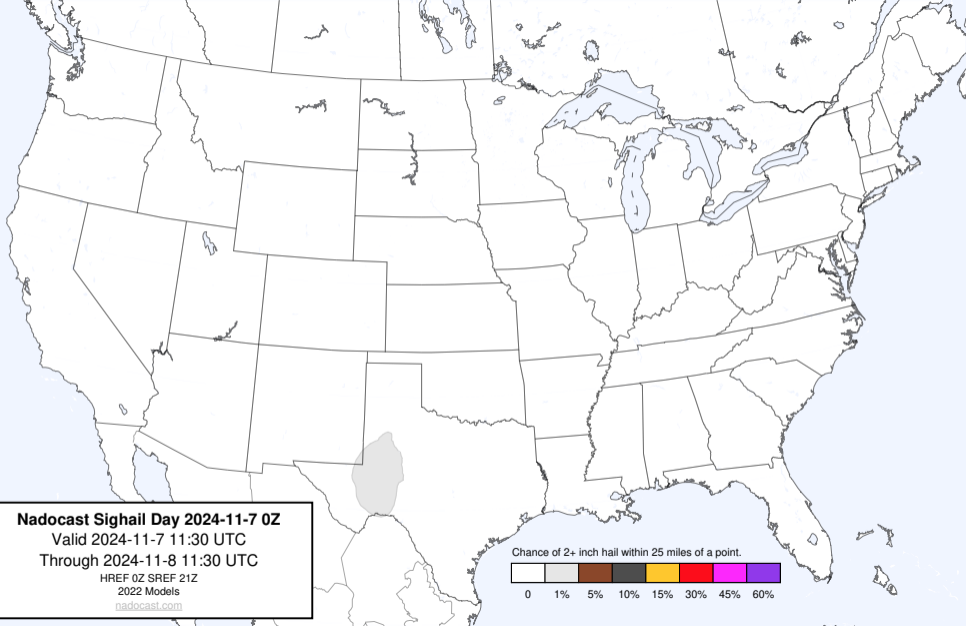 Nadocast Sighail Day 2024-11-7 0Z
Valid 2024-11-7 11:30 UTC
Through 2024-11-8 11:30 UTC
HREF 0Z SREF 21Z
2022 Models
nadocast.com
Chance of 2+ inch hail within 25 miles of a point.
0 1% 5% 10% 15% 30% 45% 60%